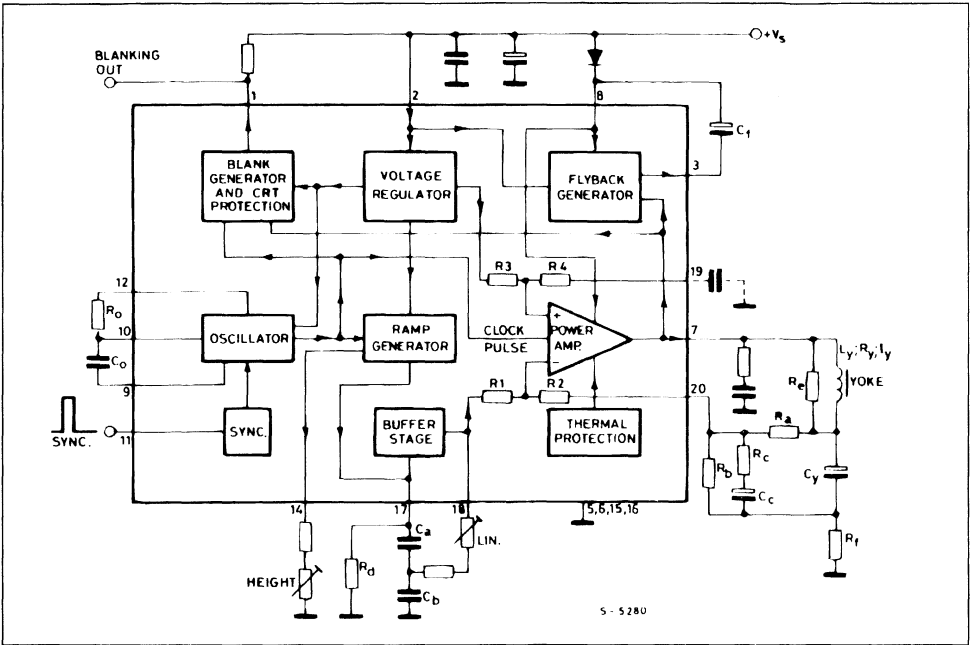 BLANKING
OUT
+Vs
1
2
8
Cf
3
BLANK
GENERATOR
AND CRT
PROTECTION
VOLTAGE
REGULATOR
FLYBACK
GENERATOR
R3
R4
19
12
Ro
10
Co
9
OSCILLATOR
RAMP
GENERATOR
CLOCK
PULSE
+
POWER
AMP.
−
7
Ly;Ry;Iy
YOKE
Re
R1
R2
20
Ra
SYNC.
11
SYNC.
BUFFER
STAGE
THERMAL
PROTECTION
Rb
Rc
Cc
Cy
14
17
18
5,6,15,16
Ca
LIN.
Rf
HEIGHT
Rd
Cb
S-5280